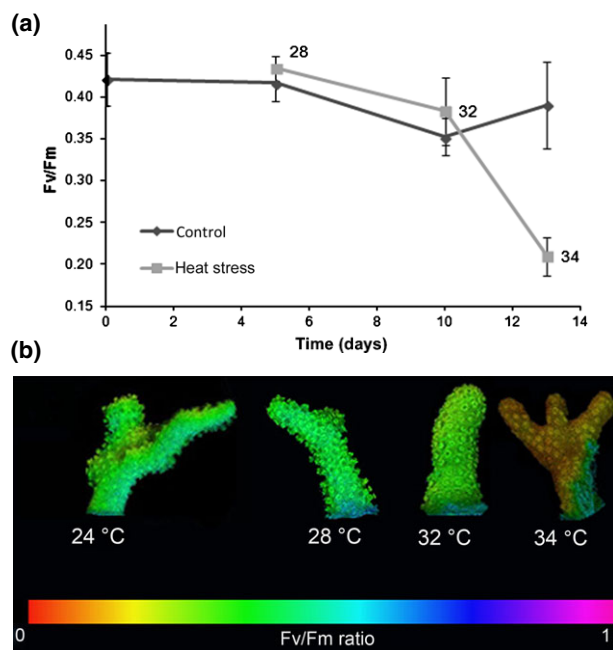 (a)
0.45
0.40
0.35
0.30
0.25
0.20
0.15
Fv/Fm
28
32
34
Control
Heat stress
0 2 4 6 8 10 12 14
Time (days)
(b)
24 °C 28 °C 32 °C 34 °C
0 Fv/Fm ratio 1